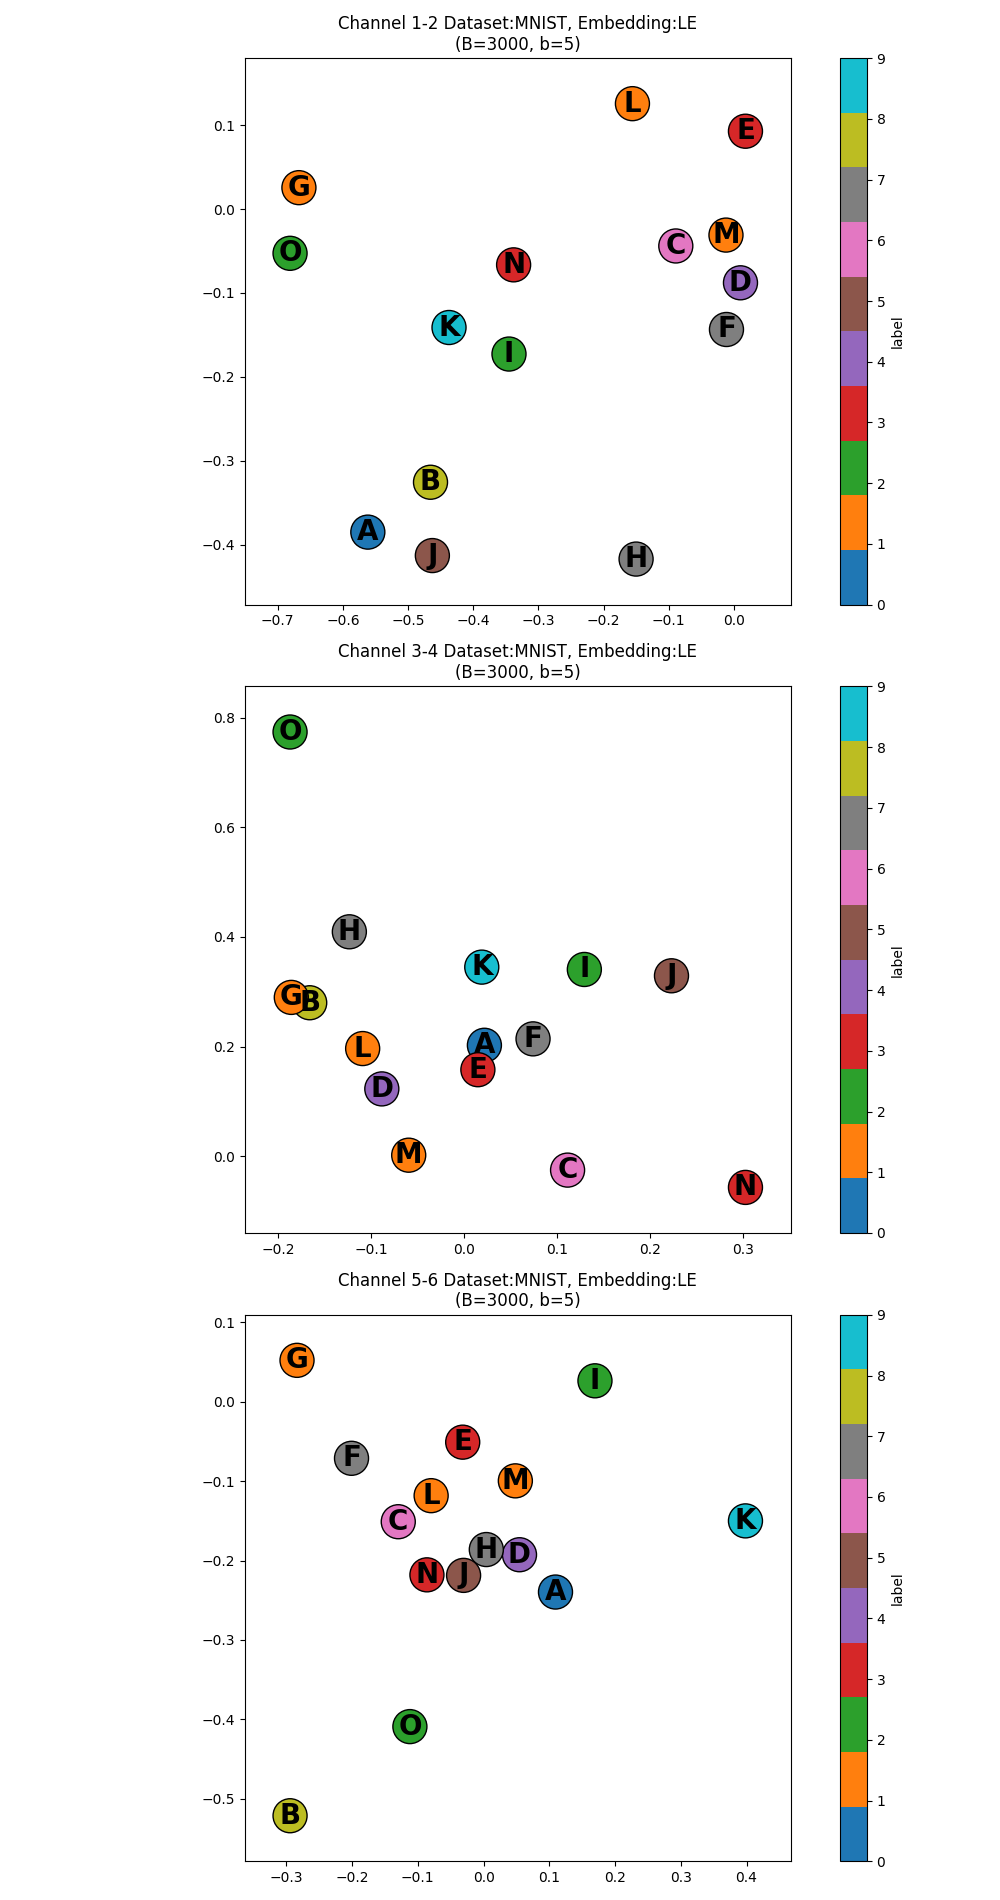 Channel 1-2 Dataset:MNIST, Embedding:LE
(B=3000, b=5)
L
E
G
M
C
O
N
D
K
F
I
B
A
J
H
0.1
0.0
−0.1
−0.2
−0.3
−0.4
−0.7 −0.6 −0.5 −0.4 −0.3 −0.2 −0.1 0.0
9
8
7
6
5
4
3
2
1
0
label
Channel 3-4 Dataset:MNIST, Embedding:LE
(B=3000, b=5)
O
H
K
I
J
G
B
F
A
L
E
D
M
C
N
0.8
0.6
0.4
0.2
0.0
−0.2 −0.1 0.0 0.1 0.2 0.3
9
8
7
6
5
4
3
2
1
0
label
Channel 5-6 Dataset:MNIST, Embedding:LE
(B=3000, b=5)
G
I
E
F
M
L
C
K
H
D
N
J
A
O
B
0.1
0.0
−0.1
−0.2
−0.3
−0.4
−0.5
−0.3 −0.2 −0.1 0.0 0.1 0.2 0.3 0.4
9
8
7
6
5
4
3
2
1
0
label